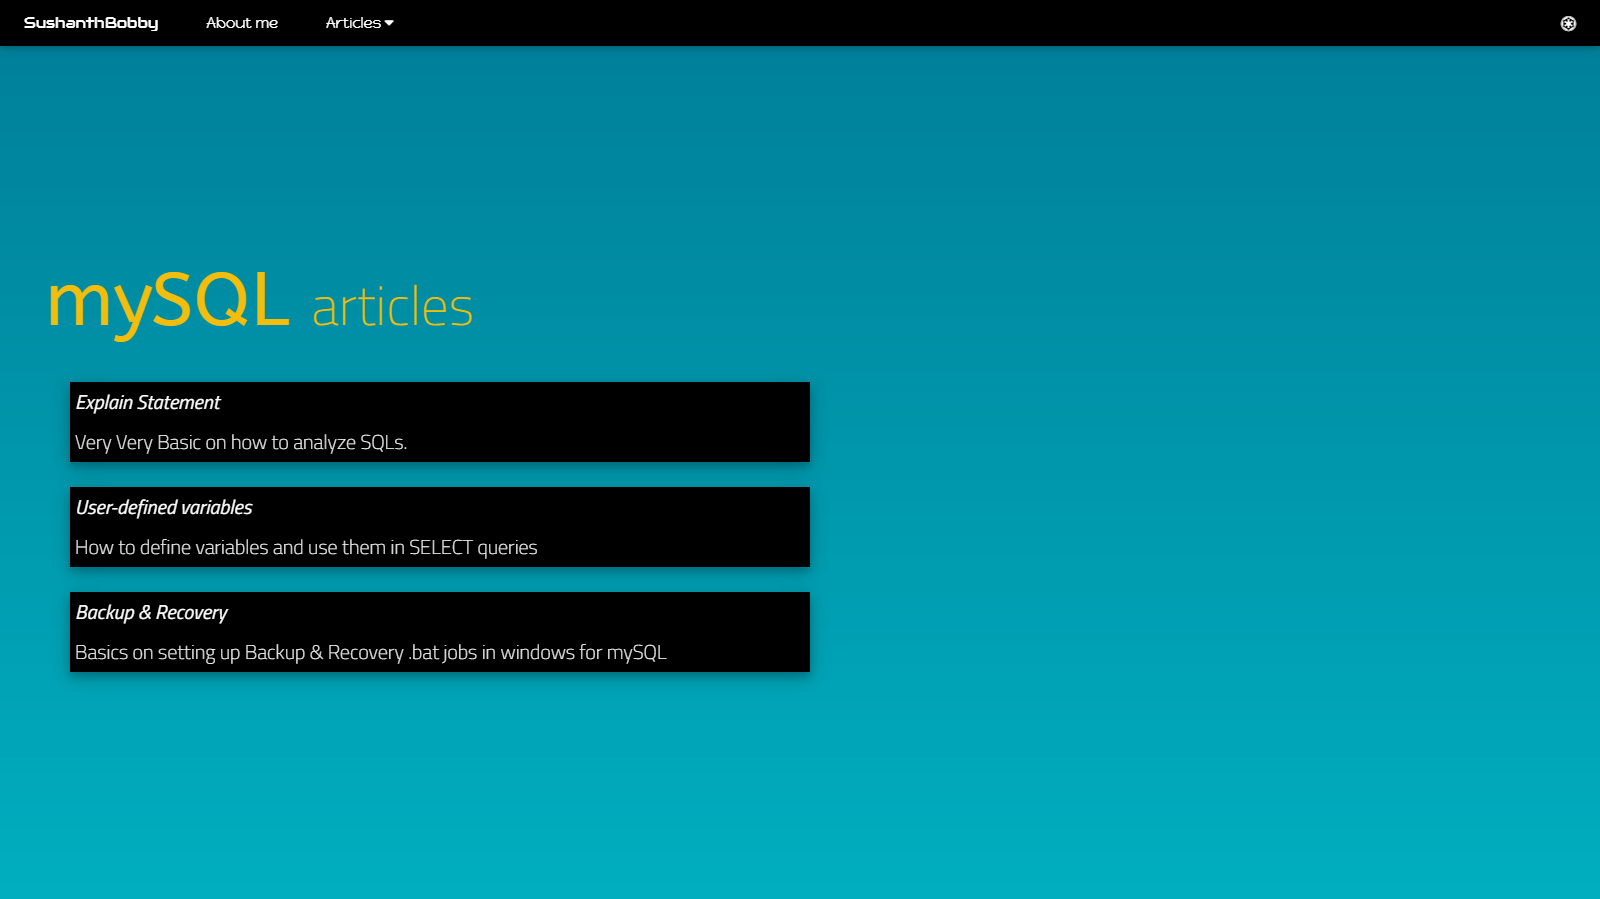 SushanthBobby About me Articles
mySQL articles
Explain Statement
Very Very Basic on how to analyze SQLs.
User-defined variables
How to define variables and use them in SELECT queries
Backup & Recovery
Basics on setting up Backup & Recovery .bat jobs in windows for mySQL